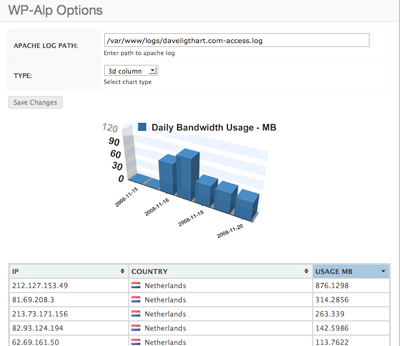 WP-Alp Options
APACHE LOG PATH:
/var/www/logs/daveligthart.com-access.log
Enter path to apache log
TYPE:
3d column
Select chart type
Save Changes
Daily Bandwidth Usage - MB
120
90
60
30
0
2008-11-15
2008-11-16
2008-11-18
2008-11-20
IP COUNTRY USAGE MB
212.127.153.49 Netherlands 876.1298
81.69.208.3 Netherlands 314.2856
213.73.171.156 Netherlands 263.339
82.93.124.194 Netherlands 142.5986
62.69.161.50 Netherlands 113.7622